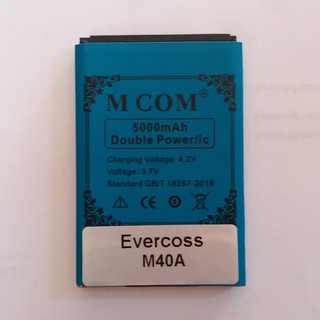 M COM®
5000mAh
Double Power/ic
Charging Voltage: 4.2V
Voltage: 3.7V
Standard GB/T 18287-2018
Evercoss
M40A